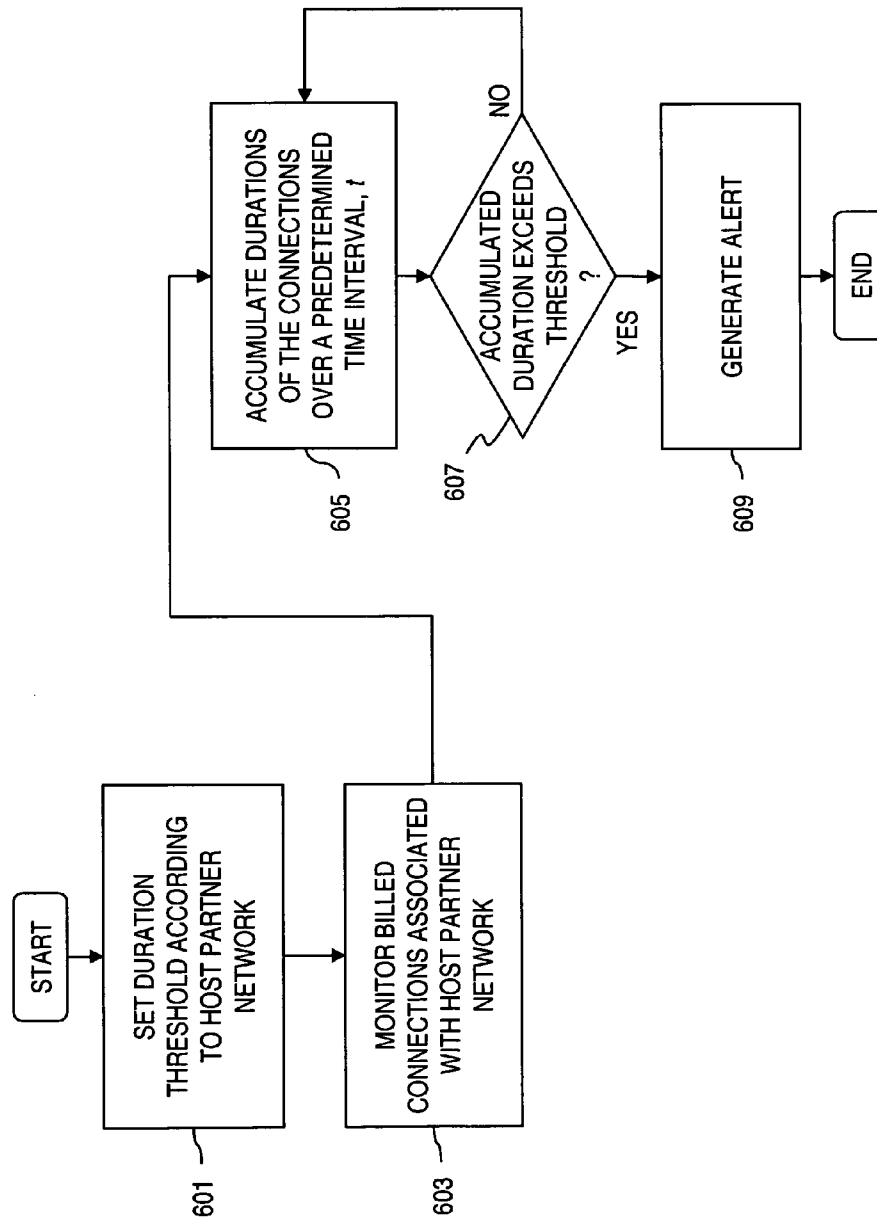 START
SET DURATION
THRESHOLD ACCORDING
TO HOST PARTNER
NETWORK
601
MONITOR BILLED
CONNECTIONS ASSOCIATED
WITH HOST PARTNER
NETWORK
603
ACCUMULATE DURATIONS
OF THE CONNECTIONS
OVER A PREDETERMINED
TIME INTERVAL, t
605
ACCUMULATED
DURATION EXCEEDS
THRESHOLD
?
607
NO
YES
GENERATE ALERT
609
END